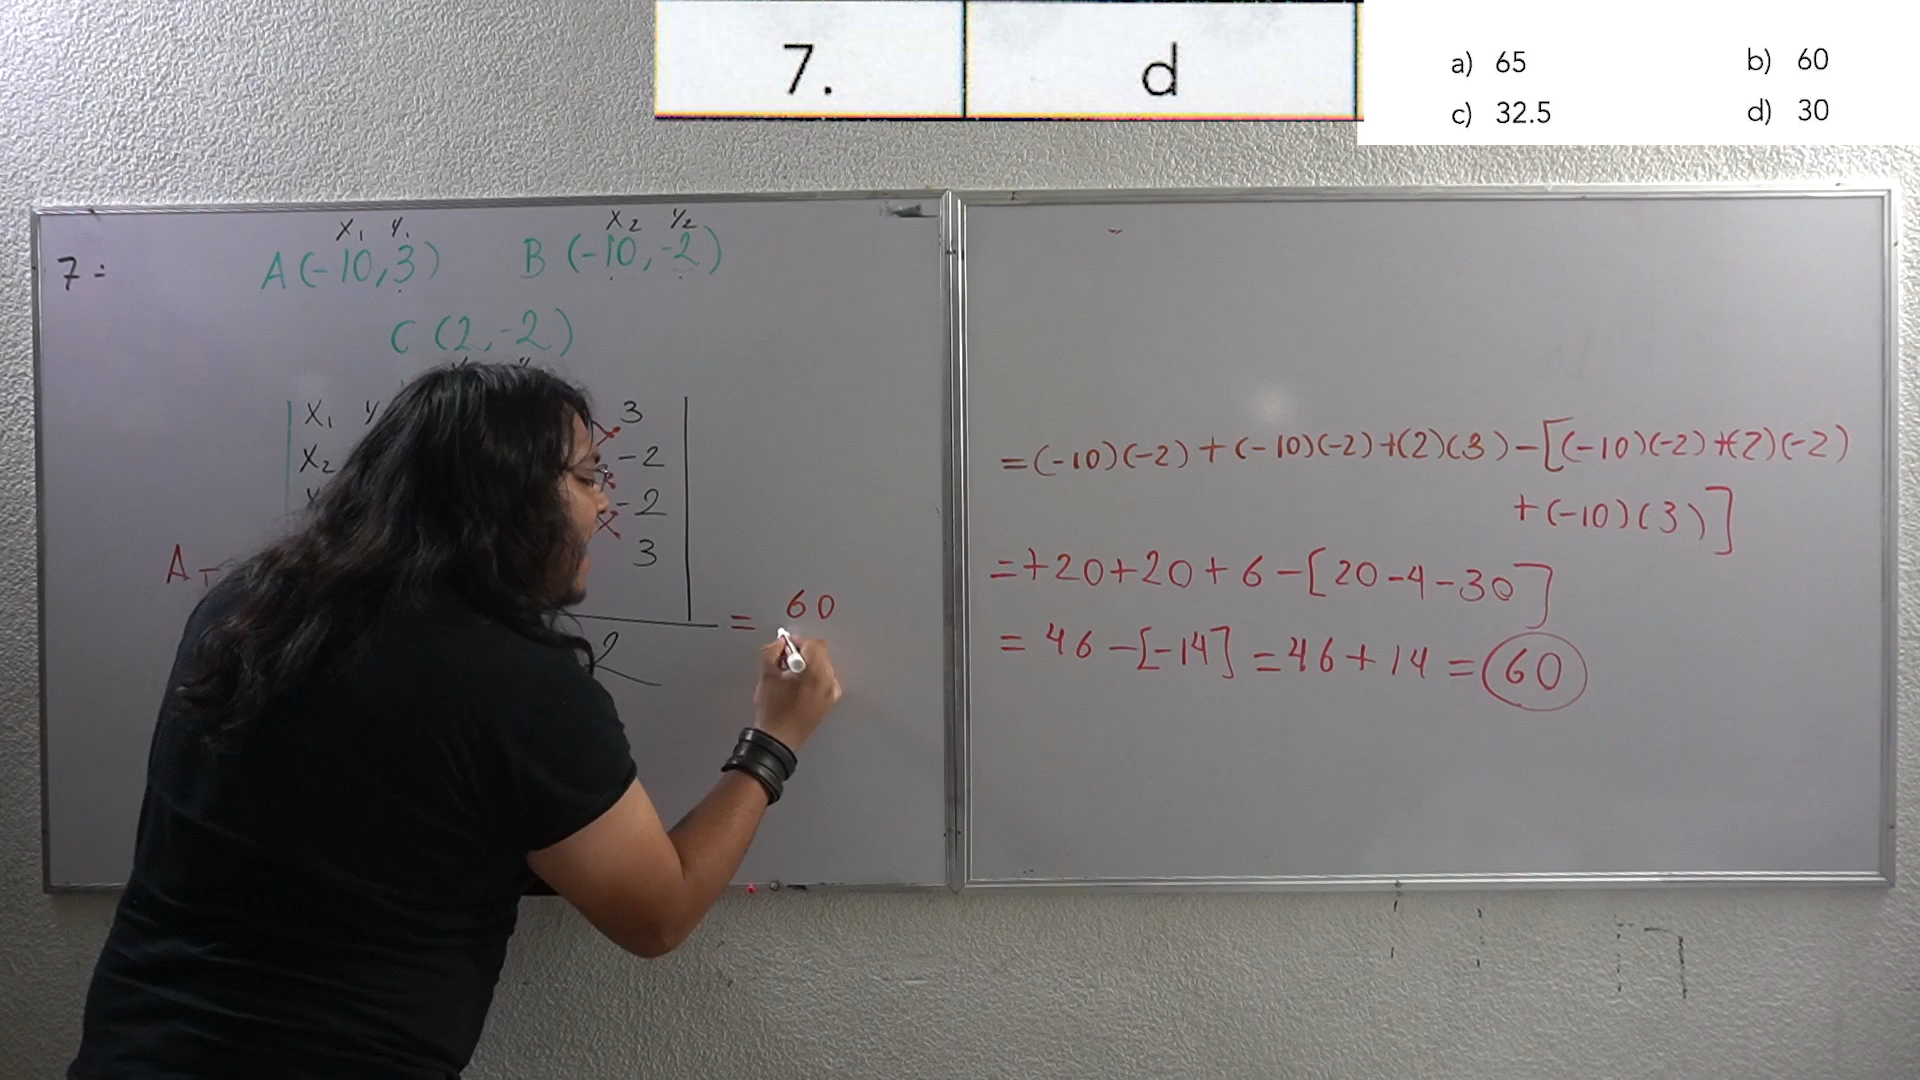 7. d
a) 65 b) 60
c) 32.5 d) 30
X₁ Y₁ X₂ Y₂
7= A(-10,3) B(-10,-2)
C(2,-2)
X₁ 3
X₂ -2
-2
A_T 3
= 60
2
=(-10)(-2)+(-10)(-2)+(2)(3)-[(-10)(-2)+(2)(-2)
+(-10)(3)]
=+20+20+6-[20-4-30]
=46-[-14]=46+14=60